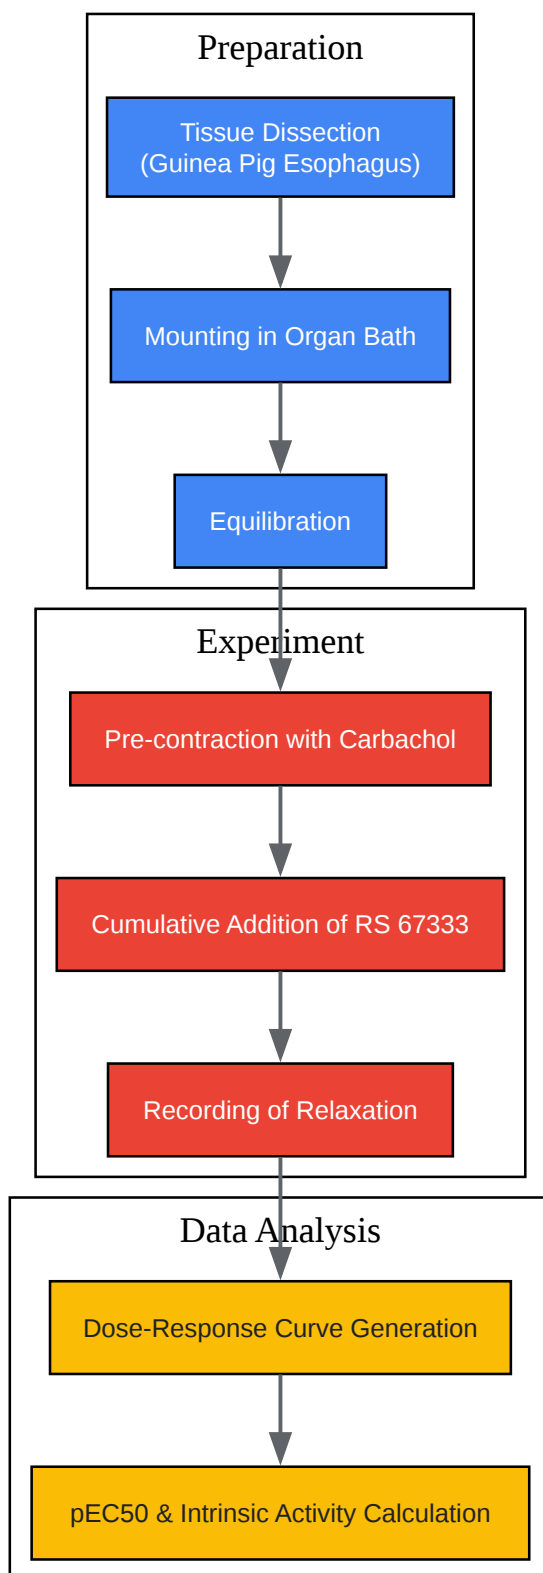 Preparation
Tissue Dissection
(Guinea Pig Esophagus)
Mounting in Organ Bath
Equilibration
Experiment
Pre-contraction with Carbachol
Cumulative Addition of RS 67333
Recording of Relaxation
Data Analysis
Dose-Response Curve Generation
pEC50 & Intrinsic Activity Calculation